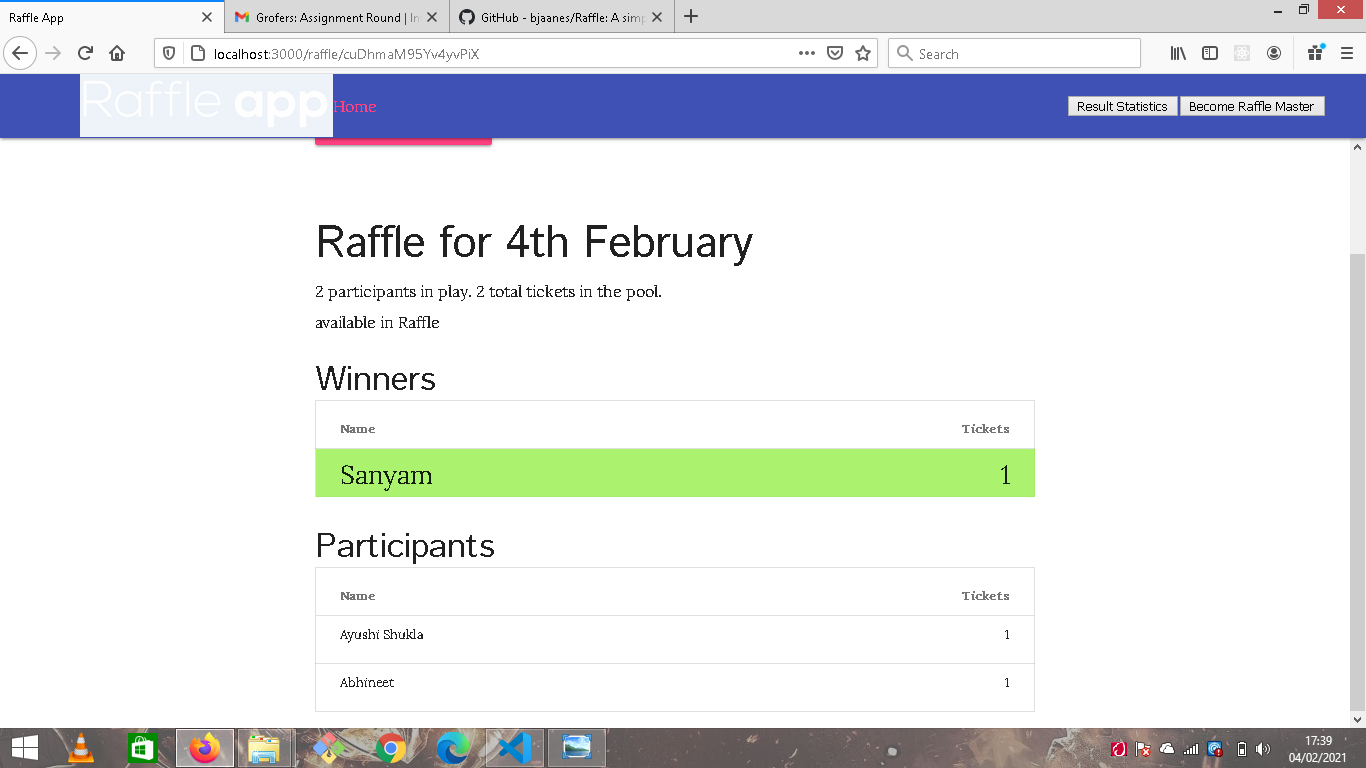 Raffle App
Grofers: Assignment Round | In
GitHub - bjaanes/Raffle: A simp
localhost:3000/raffle/cuDhmaM95Yv4yvPiX
Search
Raffle app
Home
Result Statistics
Become Raffle Master
Raffle for 4th February
2 participants in play. 2 total tickets in the pool.
available in Raffle
Winners
Name Tickets
Sanyam 1
Participants
Name Tickets
Ayushi Shukla 1
Abhineet 1
17:39
04/02/2021